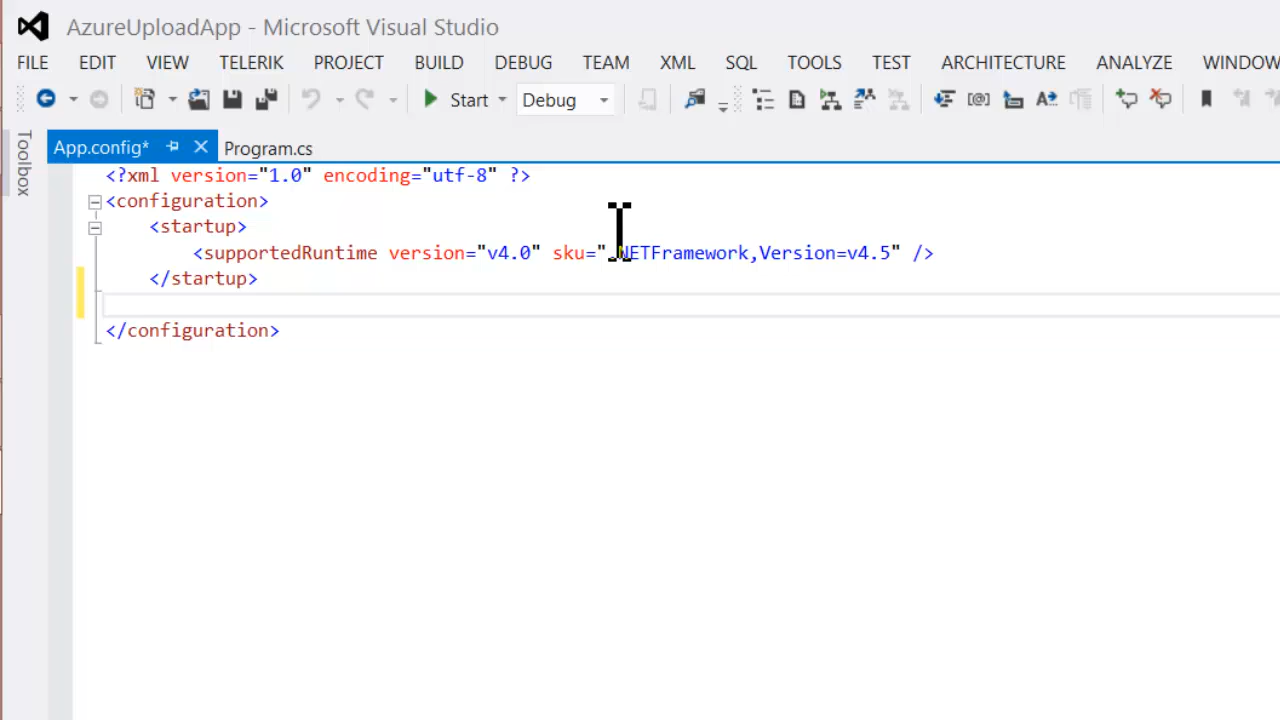 AzureUploadApp - Microsoft Visual Studio
FILE EDIT VIEW TELERIK PROJECT BUILD DEBUG TEAM XML SQL TOOLS TEST ARCHITECTURE ANALYZE WINDOW
Start Debug
Toolbox
App.config* Program.cs
<?xml version="1.0" encoding="utf-8" ?>
<configuration>
<startup>
<supportedRuntime version="v4.0" sku=".NETFramework,Version=v4.5" />
</startup>
</configuration>